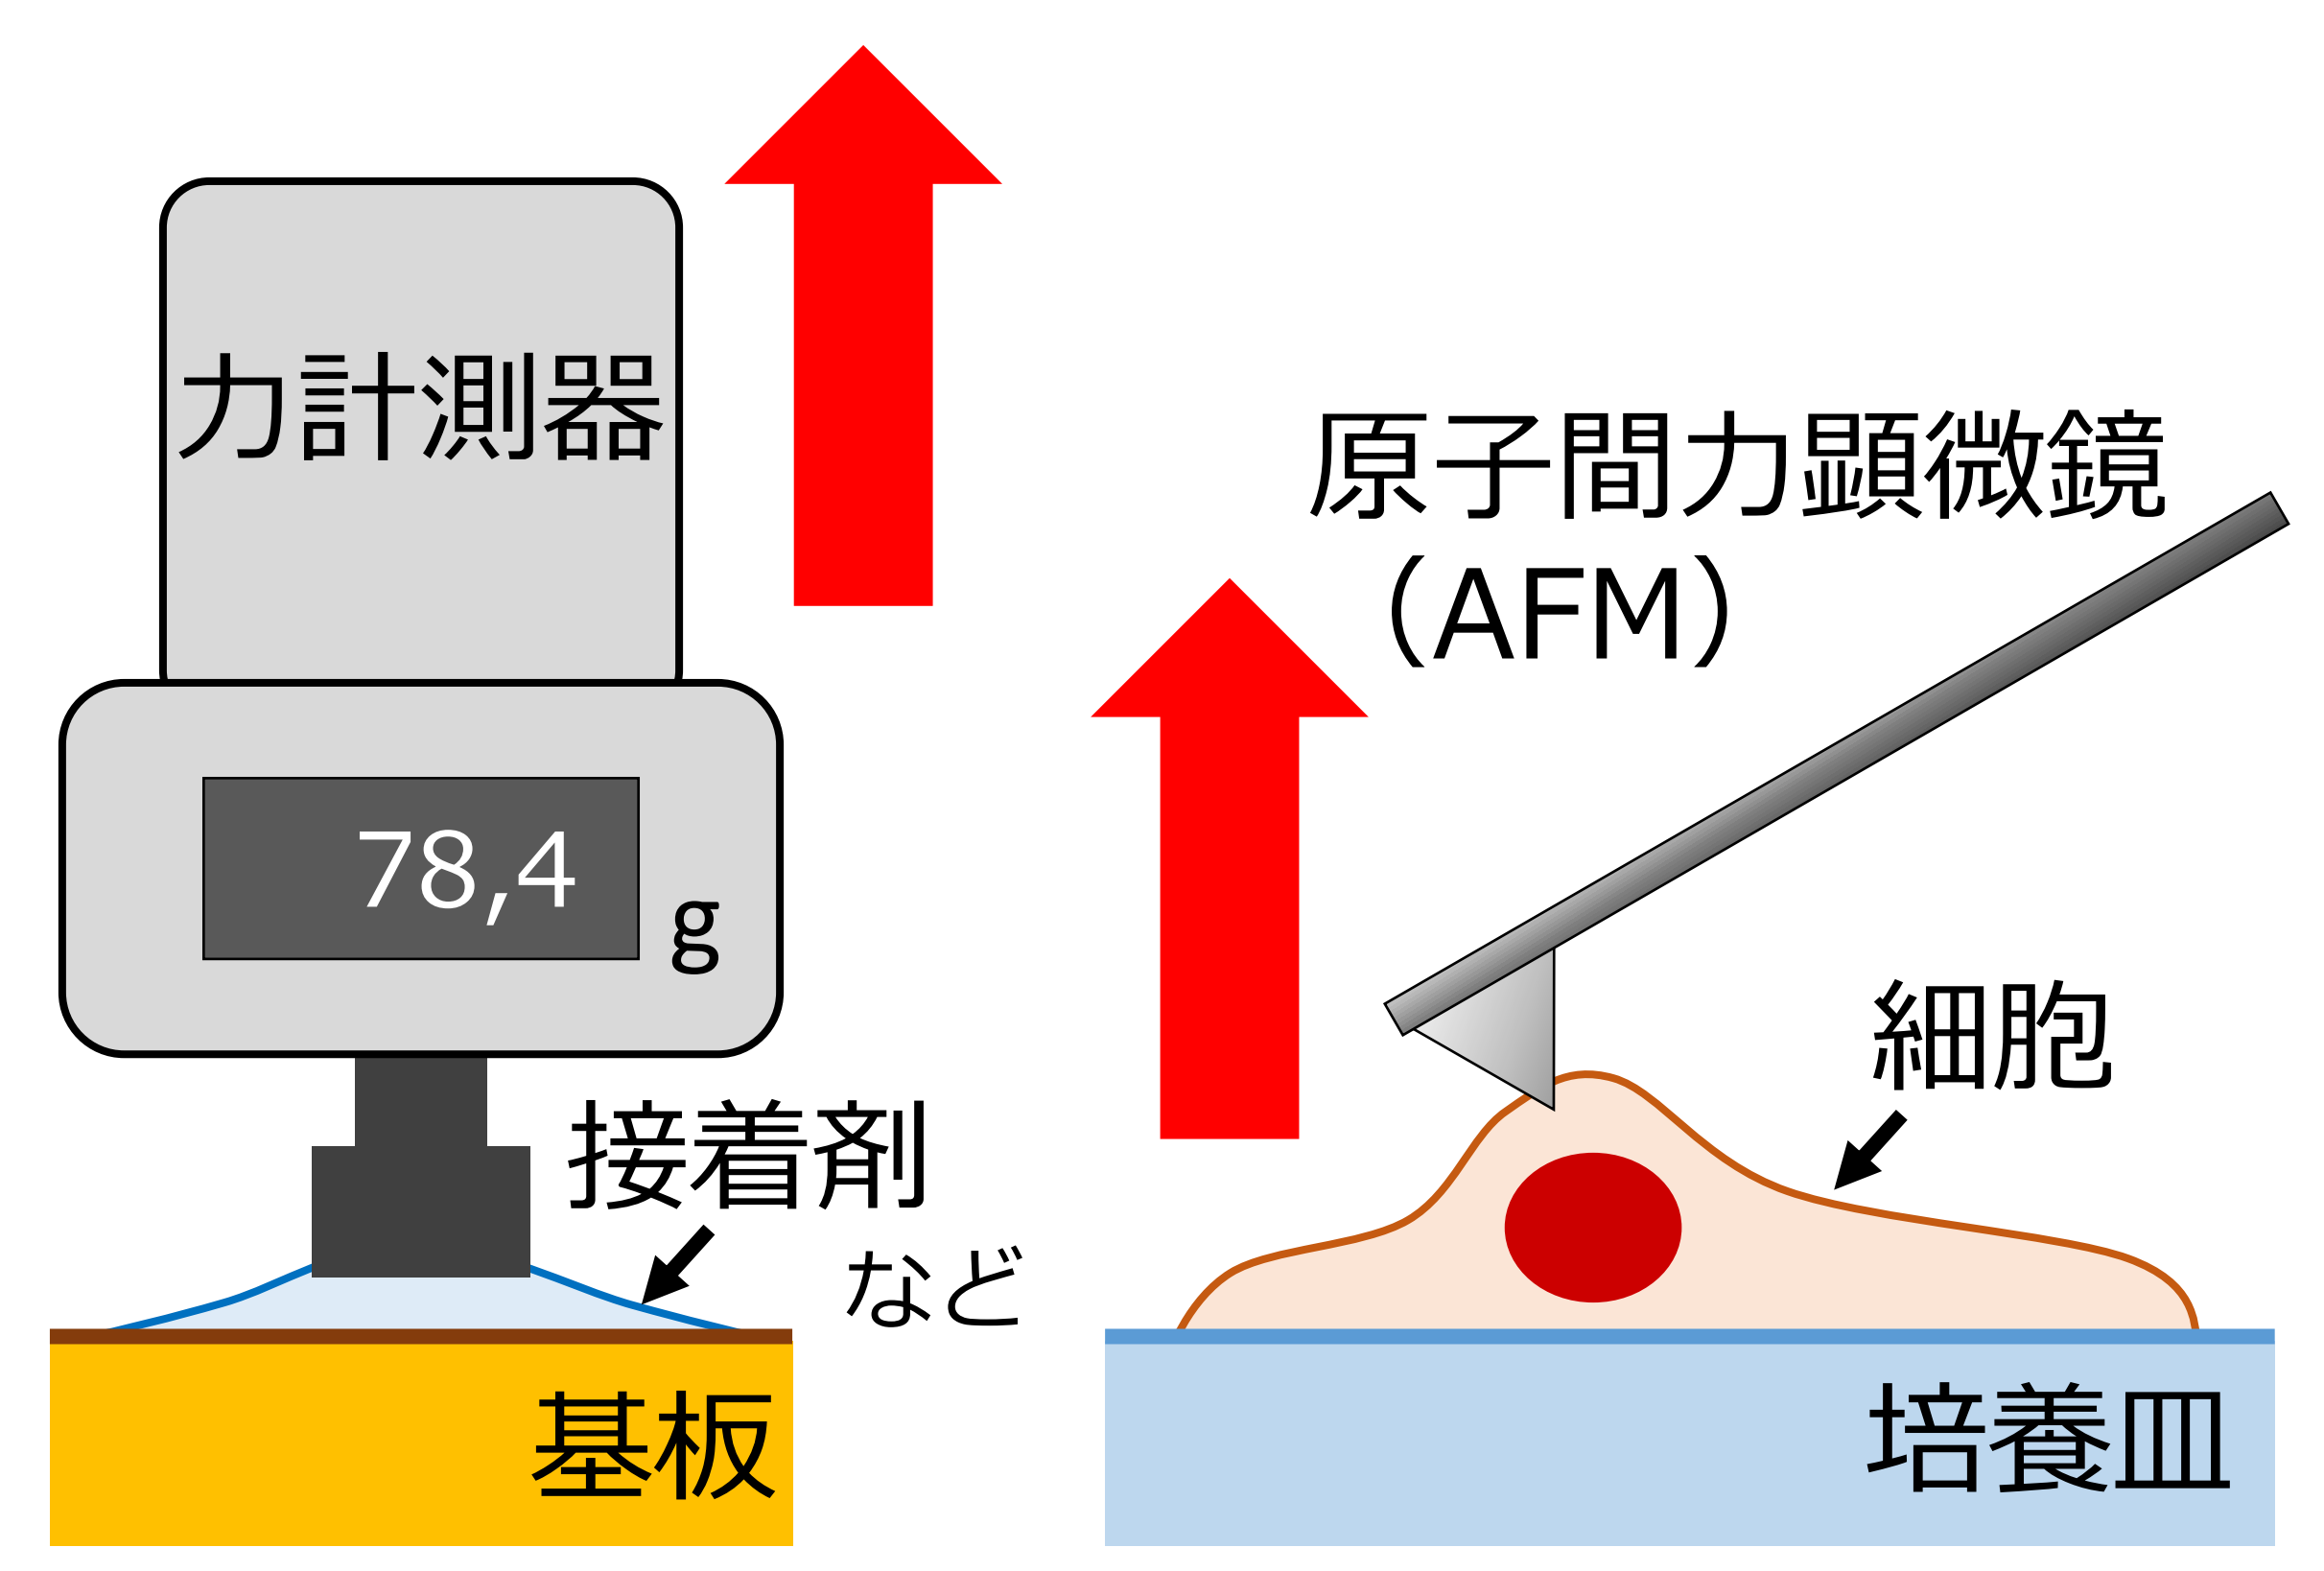 力計測器
78,4
g
接着剤
など
基板
原子間力顕微鏡
（AFM）
細胞
培養皿